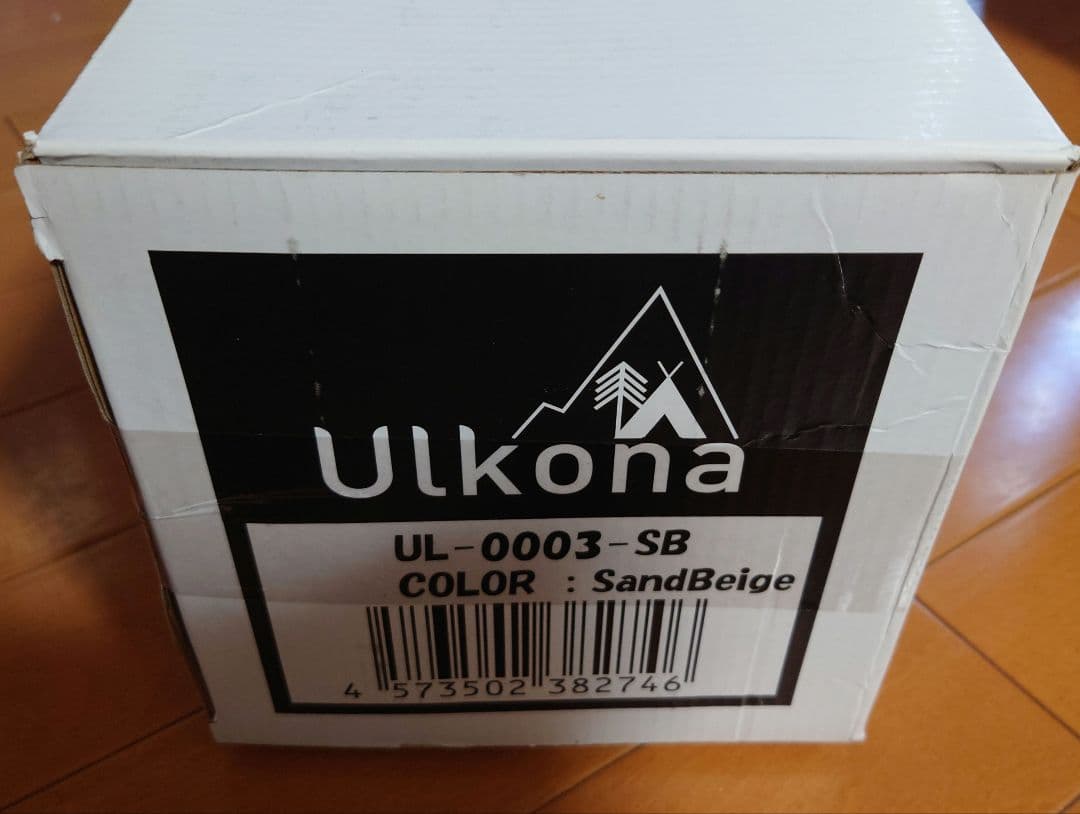 Ulkona
UL-0003-SB
COLOR : SandBeige
4 573502 382746